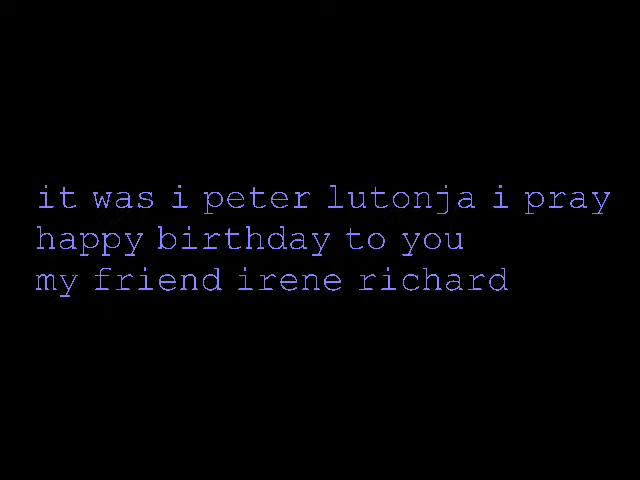 it was i peter lutonja i pray
happy birthday to you
my friend irene richard